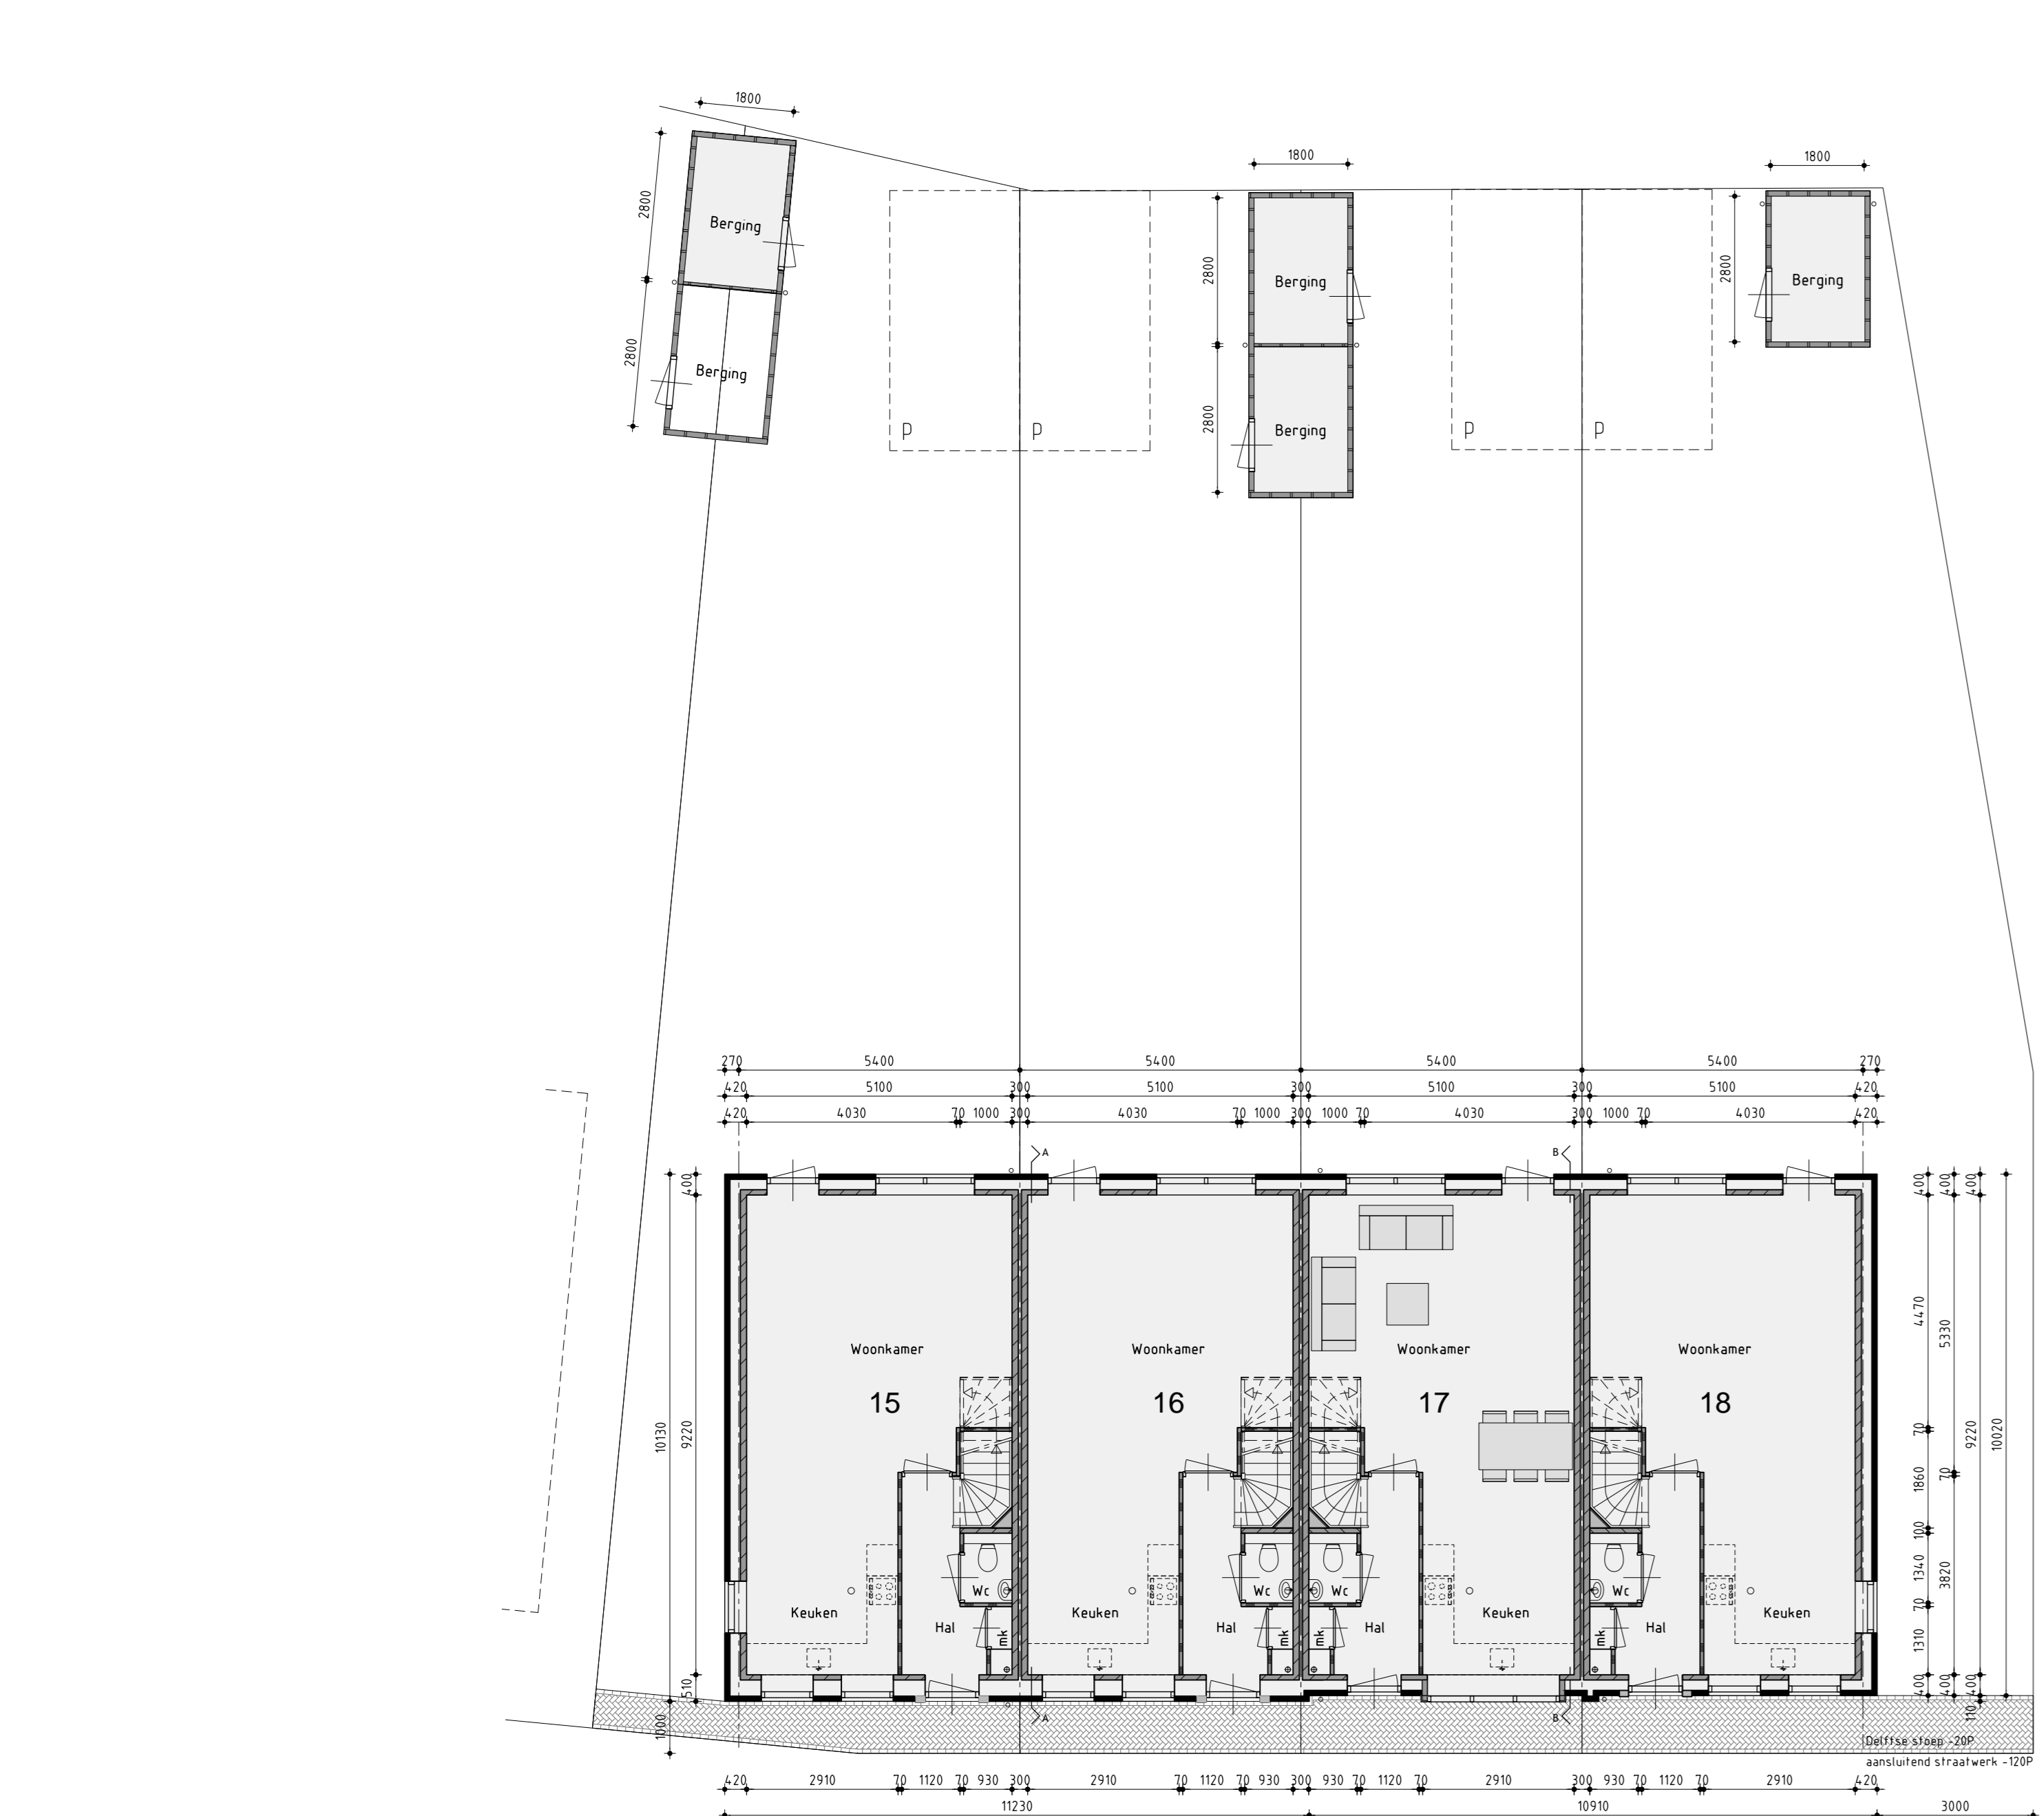 1800
1800
1800
2800
Berging
2800
Berging
2800
Berging
2800
Berging
2800
Berging
P
P
P
P
270 5400 5400 5400 5400 270
420 5100 300 5100 300 5100 300 5100 420
420 4030 70 1000 300 4030 70 1000 300 1000 70 4030 300 1000 70 4030 420
A
B
400
400
400
400
Woonkamer
Woonkamer
Woonkamer
Woonkamer
15
16
17
18
10130
9220
4470
5330
70
1860
70
9220
10020
100
1340
3820
70
1310
Wc
Wc
Wc
Wc
Keuken
Keuken
Keuken
Keuken
Hal
mk
Hal
mk
mk
Hal
mk
Hal
510
400
400
400
110
1000
A
B
Delftse stoep -20P
aansluitend straatwerk -120P
420 2910 70 1120 70 930 300 2910 70 1120 70 930 300 930 70 1120 70 2910 300 930 70 1120 70 2910 420
11230 10910 3000